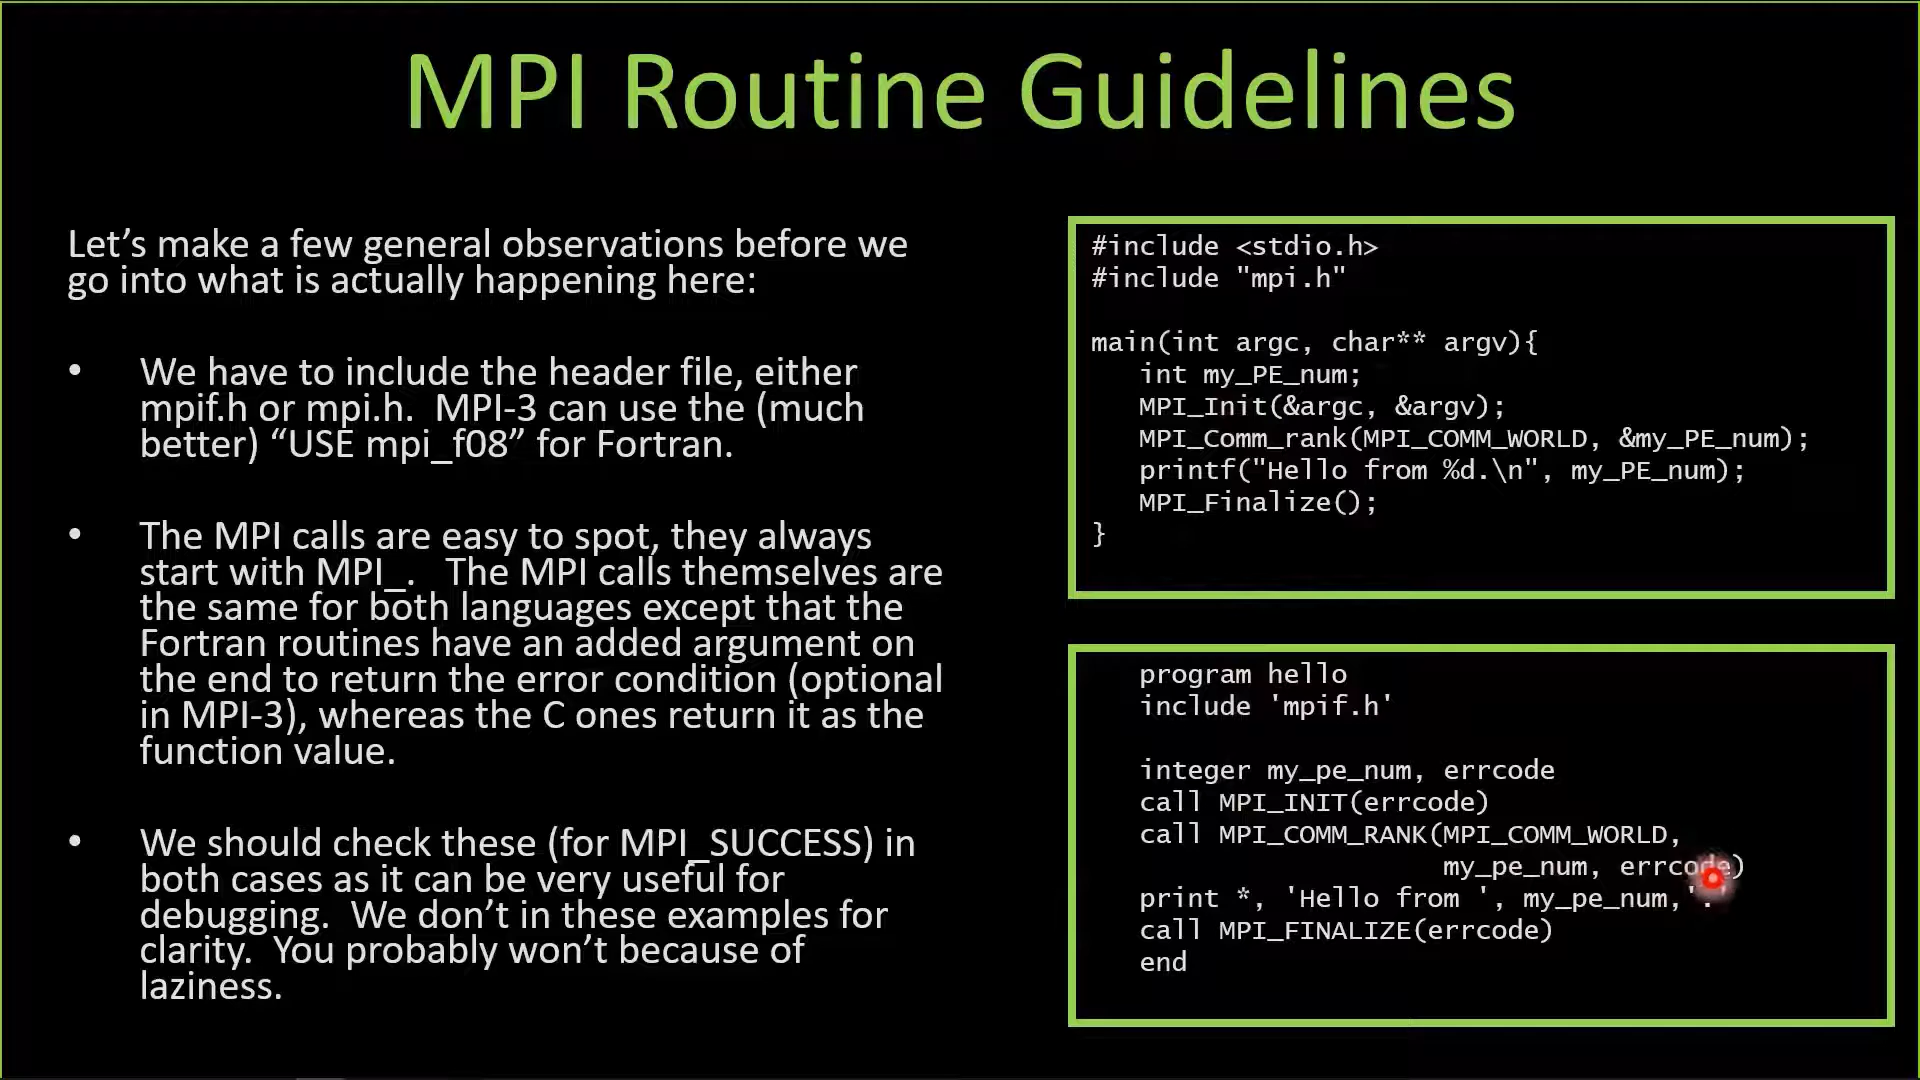 MPI Routine Guidelines
Let’s make a few general observations before we
go into what is actually happening here:
• We have to include the header file, either
mpif.h or mpi.h.  MPI-3 can use the (much
better) “USE mpi_f08” for Fortran.
• The MPI calls are easy to spot, they always
start with MPI_.   The MPI calls themselves are
the same for both languages except that the
Fortran routines have an added argument on
the end to return the error condition (optional
in MPI-3), whereas the C ones return it as the
function value.
• We should check these (for MPI_SUCCESS) in
both cases as it can be very useful for
debugging.  We don’t in these examples for
clarity.  You probably won’t because of
laziness.
#include <stdio.h>
#include "mpi.h"
main(int argc, char** argv){
   int my_PE_num;
   MPI_Init(&argc, &argv);
   MPI_Comm_rank(MPI_COMM_WORLD, &my_PE_num);
   printf("Hello from %d.\n", my_PE_num);
   MPI_Finalize();
}
   program hello
   include 'mpif.h'
   integer my_pe_num, errcode
   call MPI_INIT(errcode)
   call MPI_COMM_RANK(MPI_COMM_WORLD,
                      my_pe_num, errcode)
   print *, 'Hello from ', my_pe_num,'.'
   call MPI_FINALIZE(errcode)
   end